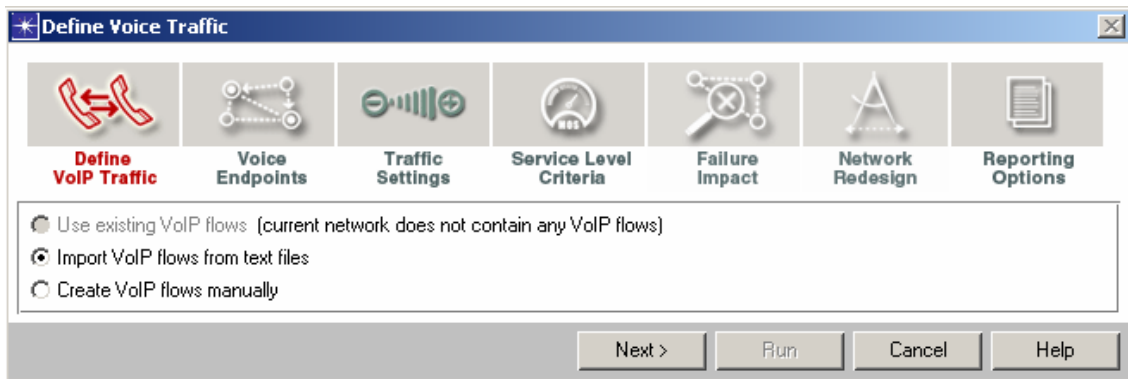 Define Voice Traffic
Define
VoIP Traffic
Voice
Endpoints
Traffic
Settings
MOS
Service Level
Criteria
Failure
Impact
Network
Redesign
Reporting
Options
Use existing VoIP flows (current network does not contain any VoIP flows)
Import VoIP flows from text files
Create VoIP flows manually
Next >
Run
Cancel
Help